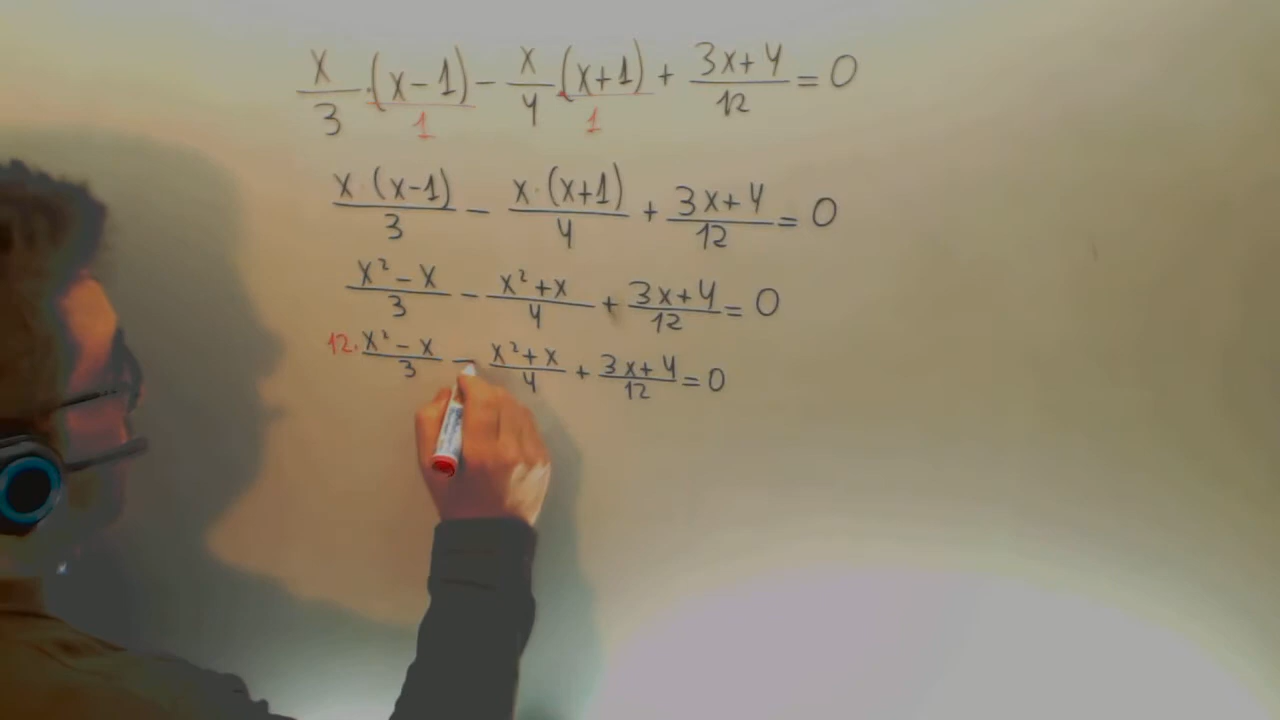 x/3 · (x-1)/1 - x/4 · (x+1)/1 + 3x+4/12 = 0
x·(x-1)/3 - x·(x+1)/4 + 3x+4/12 = 0
x²-x/3 - x²+x/4 + 3x+4/12 = 0
12· x²-x/3 - x²+x/4 + 3x+4/12 = 0